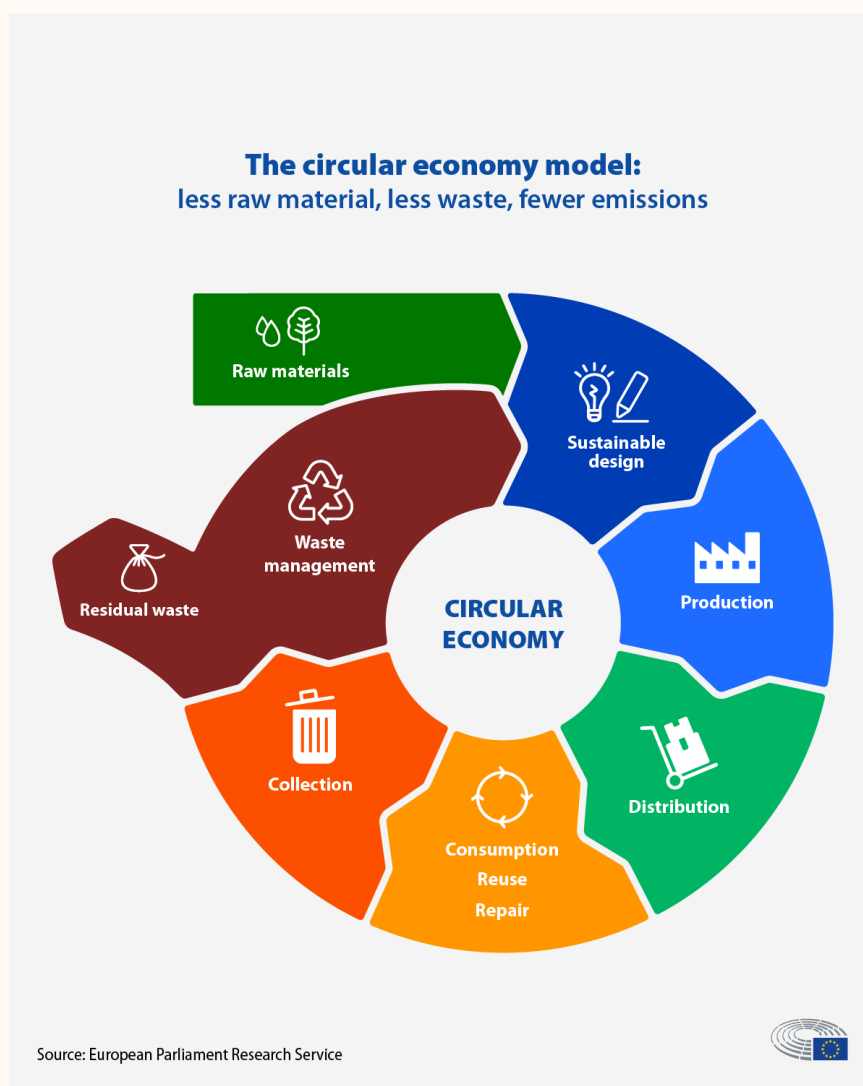 The circular economy model:
less raw material, less waste, fewer emissions
Raw materials
Sustainable
design
Production
Distribution
Consumption
Reuse
Repair
Collection
Waste
management
Residual waste
CIRCULAR
ECONOMY
Source: European Parliament Research Service